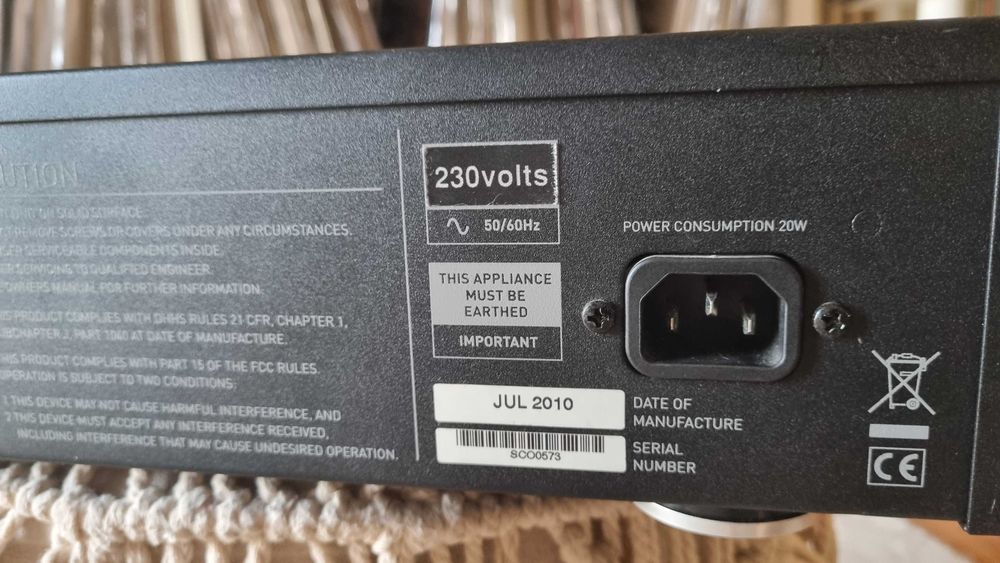 UTION
ON SOLID SURFACE.
REMOVE SCREWS OR COVERS UNDER ANY CIRCUMSTANCES.
SER SERVICEABLE COMPONENTS INSIDE.
SERVICING TO QUALIFIED ENGINEER.
OWNERS MANUAL FOR FURTHER INFORMATION.
PRODUCT COMPLIES WITH DHHS RULES 21 CFR, CHAPTER 1,
BCHAPTER J, PART 1040 AT DATE OF MANUFACTURE.
HIS PRODUCT COMPLIES WITH PART 15 OF THE FCC RULES.
OPERATION IS SUBJECT TO TWO CONDITIONS:
1 THIS DEVICE MAY NOT CAUSE HARMFUL INTERFERENCE, AND
2 THIS DEVICE MUST ACCEPT ANY INTERFERENCE RECEIVED,
INCLUDING INTERFERENCE THAT MAY CAUSE UNDESIRED OPERATION.
230volts
50/60Hz
THIS APPLIANCE
MUST BE
EARTHED
IMPORTANT
POWER CONSUMPTION 20W
JUL 2010
DATE OF
MANUFACTURE
SCO0573
SERIAL
NUMBER
CE